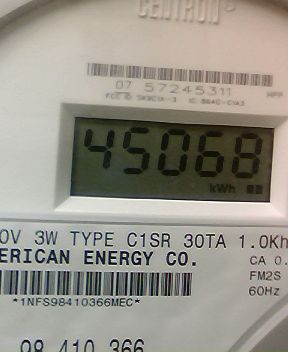 CENTRON®
07 57245311
45068
kWh
0V 3W TYPE C1SR 30TA 1.0Kh
ERICAN ENERGY CO.
CA 0.
FM2S
60Hz
*1NFS98410366MEC*
98 410 366